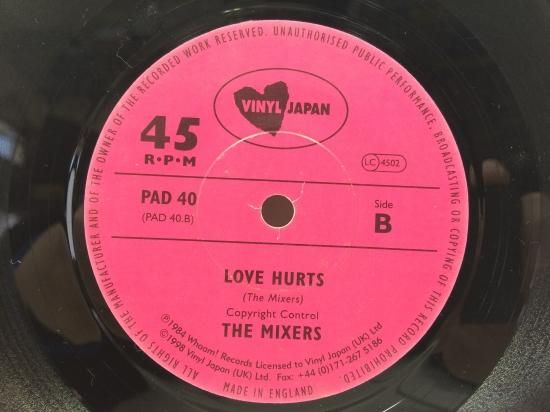 ALL RIGHTS OF THE MANUFACTURER AND OF THE OWNER OF THE RECORDED WORK RESERVED. UNAUTHORISED PUBLIC PERFORMANCE, BROADCASTING OR COPYING OF THIS RECORD PROHIBITED.
VINYL JAPAN
45
R•P•M
LC 4502
PAD 40
(PAD 40.B)
Side
B
LOVE HURTS
(The Mixers)
Copyright Control
THE MIXERS
℗1984 Whaam! Records Licensed to Vinyl Japan (UK) Ltd
©1998 Vinyl Japan (UK) Ltd. Fax: +44 (0)171-267 5186
MADE IN ENGLAND